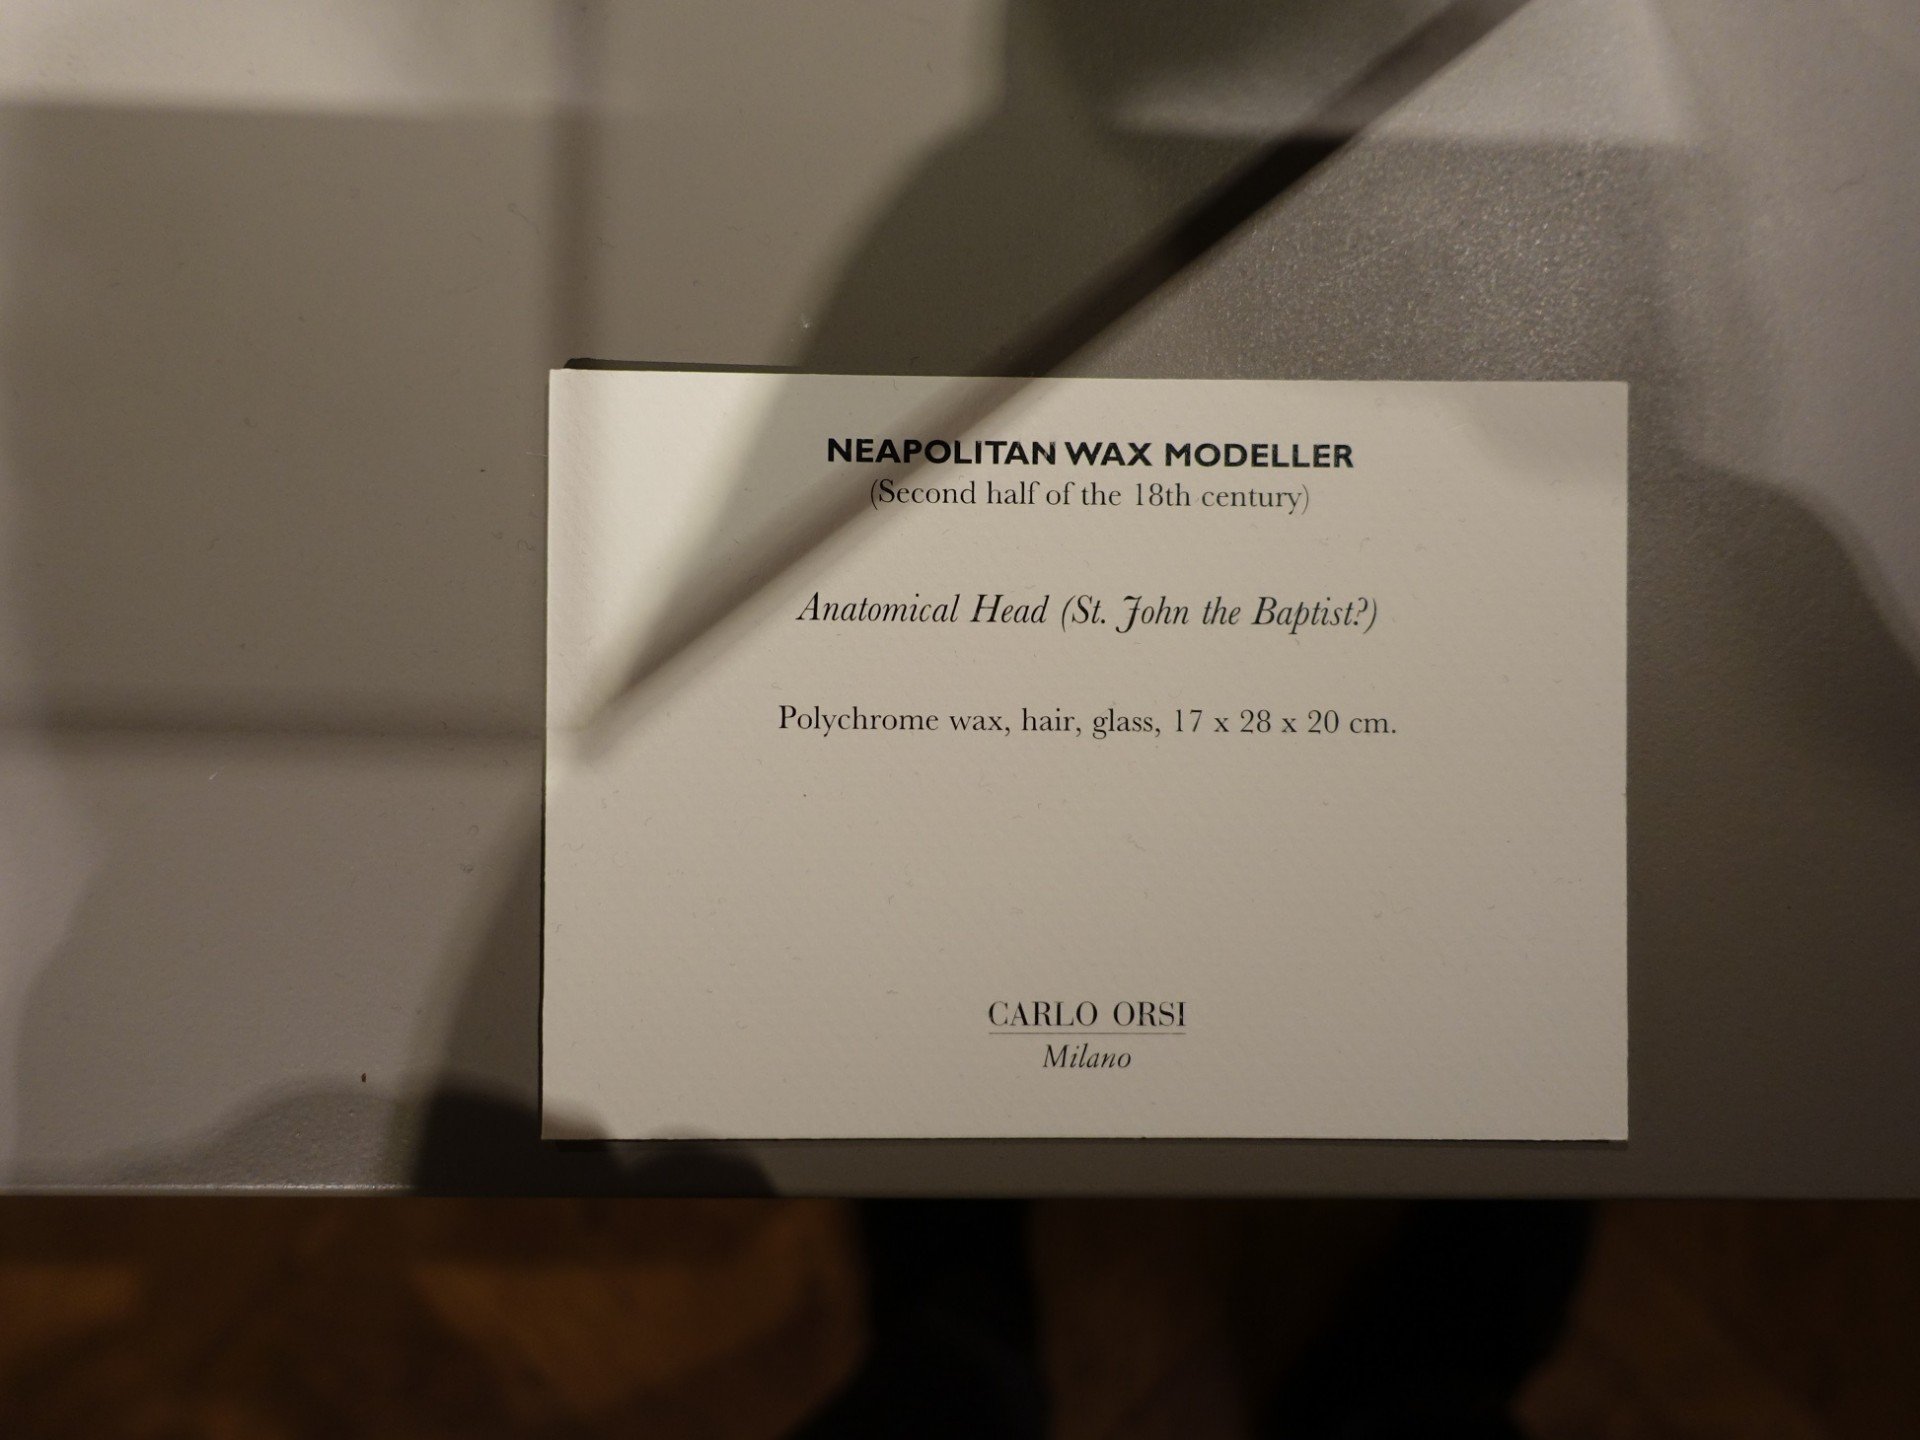 NEAPOLITAN WAX MODELLER
(Second half of the 18th century)
Anatomical Head (St. John the Baptist?)
Polychrome wax, hair, glass, 17 x 28 x 20 cm.
CARLO ORSI
Milano